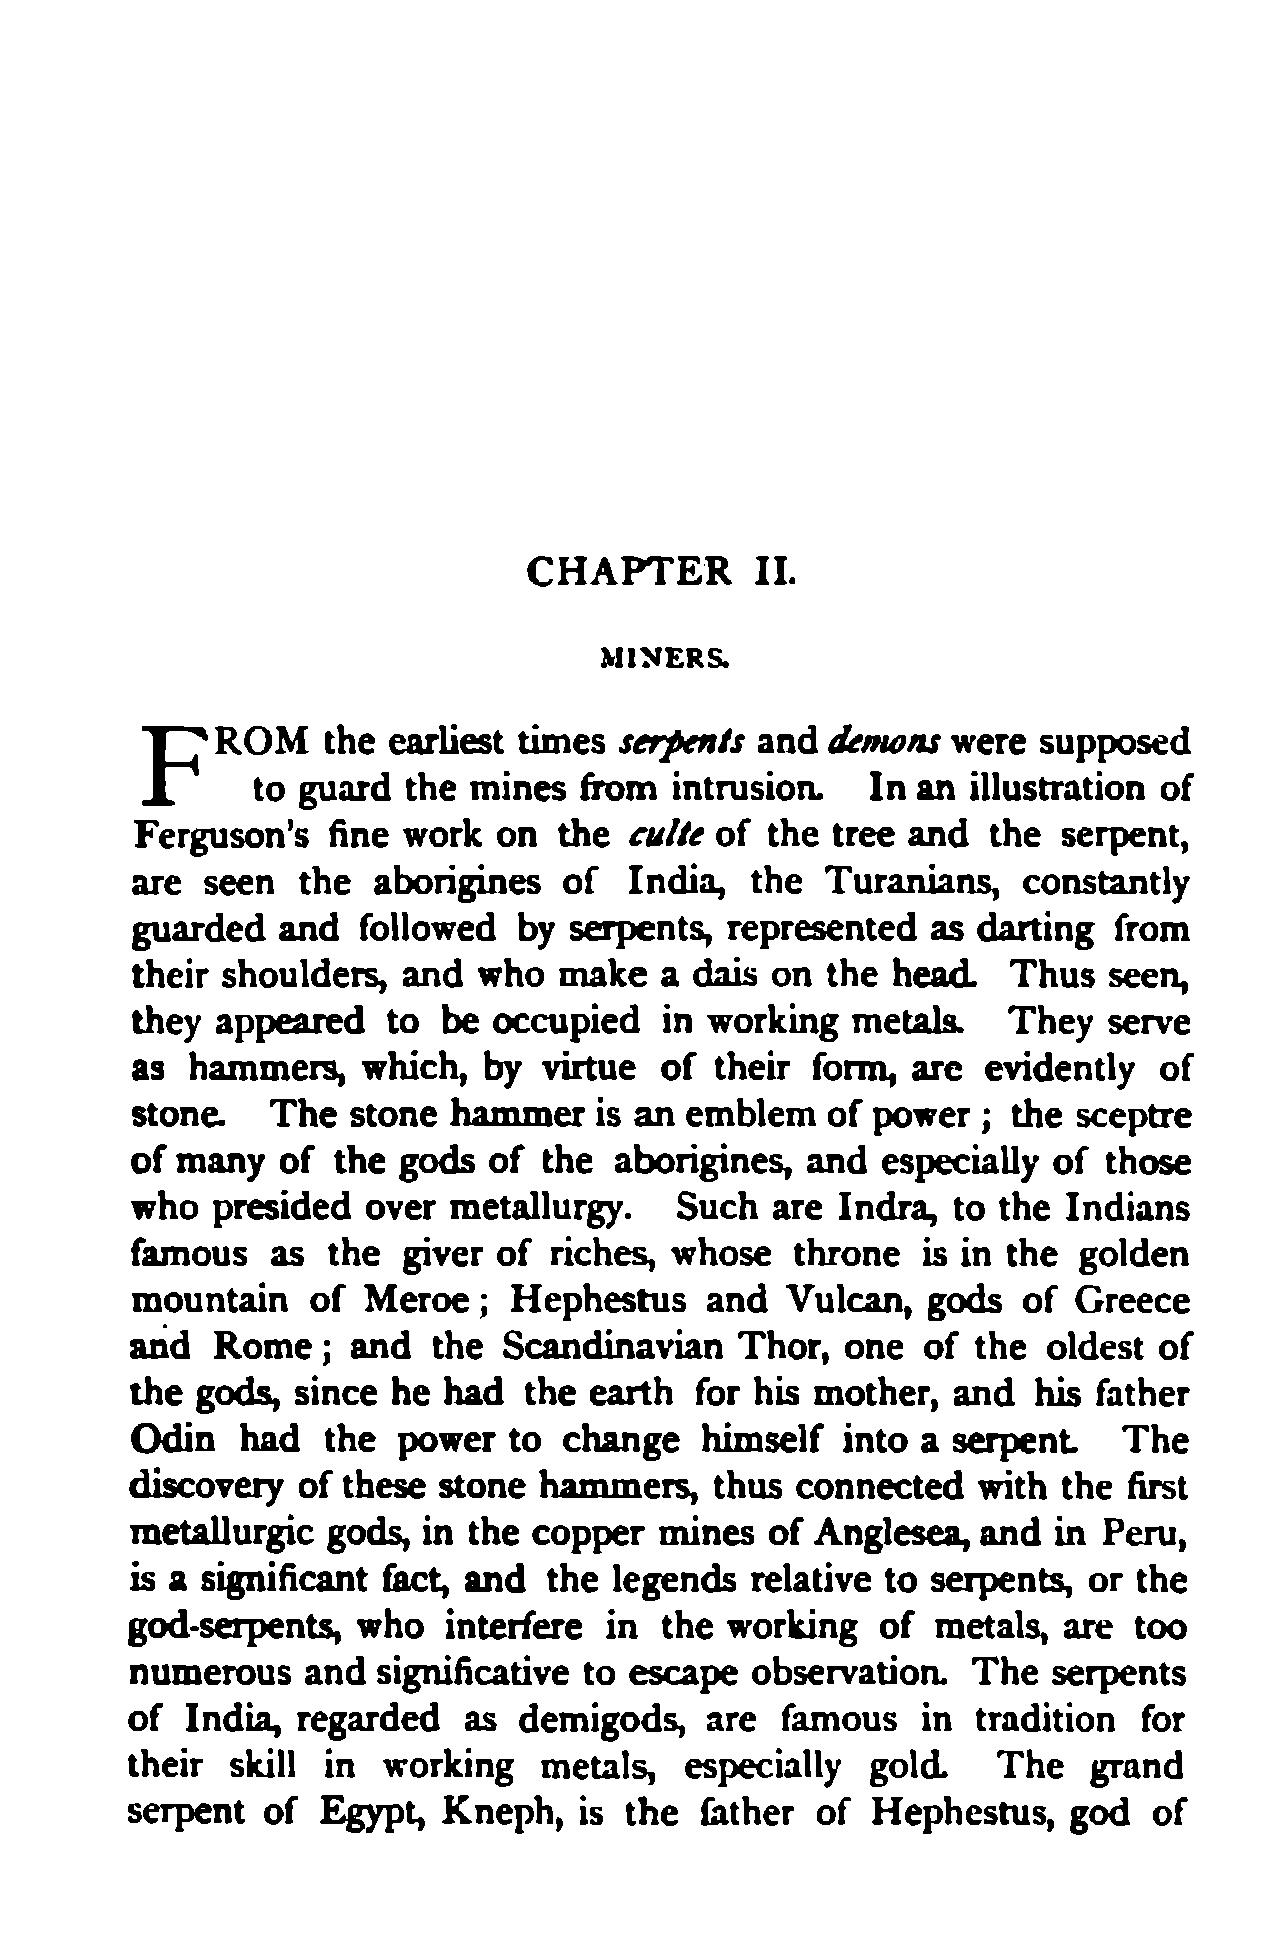 CHAPTER II.
MINERS.
FROM the earliest times serpents and demons were supposed
to guard the mines from intrusion. In an illustration of
Ferguson's fine work on the culte of the tree and the serpent,
are seen the aborigines of India, the Turanians, constantly
guarded and followed by serpents, represented as darting from
their shoulders, and who make a dais on the head. Thus seen,
they appeared to be occupied in working metals. They serve
as hammers, which, by virtue of their form, are evidently of
stone. The stone hammer is an emblem of power ; the sceptre
of many of the gods of the aborigines, and especially of those
who presided over metallurgy. Such are Indra, to the Indians
famous as the giver of riches, whose throne is in the golden
mountain of Meroe ; Hephestus and Vulcan, gods of Greece
and Rome ; and the Scandinavian Thor, one of the oldest of
the gods, since he had the earth for his mother, and his father
Odin had the power to change himself into a serpent. The
discovery of these stone hammers, thus connected with the first
metallurgic gods, in the copper mines of Anglesea, and in Peru,
is a significant fact, and the legends relative to serpents, or the
god-serpents, who interfere in the working of metals, are too
numerous and significative to escape observation. The serpents
of India, regarded as demigods, are famous in tradition for
their skill in working metals, especially gold. The grand
serpent of Egypt, Kneph, is the father of Hephestus, god of